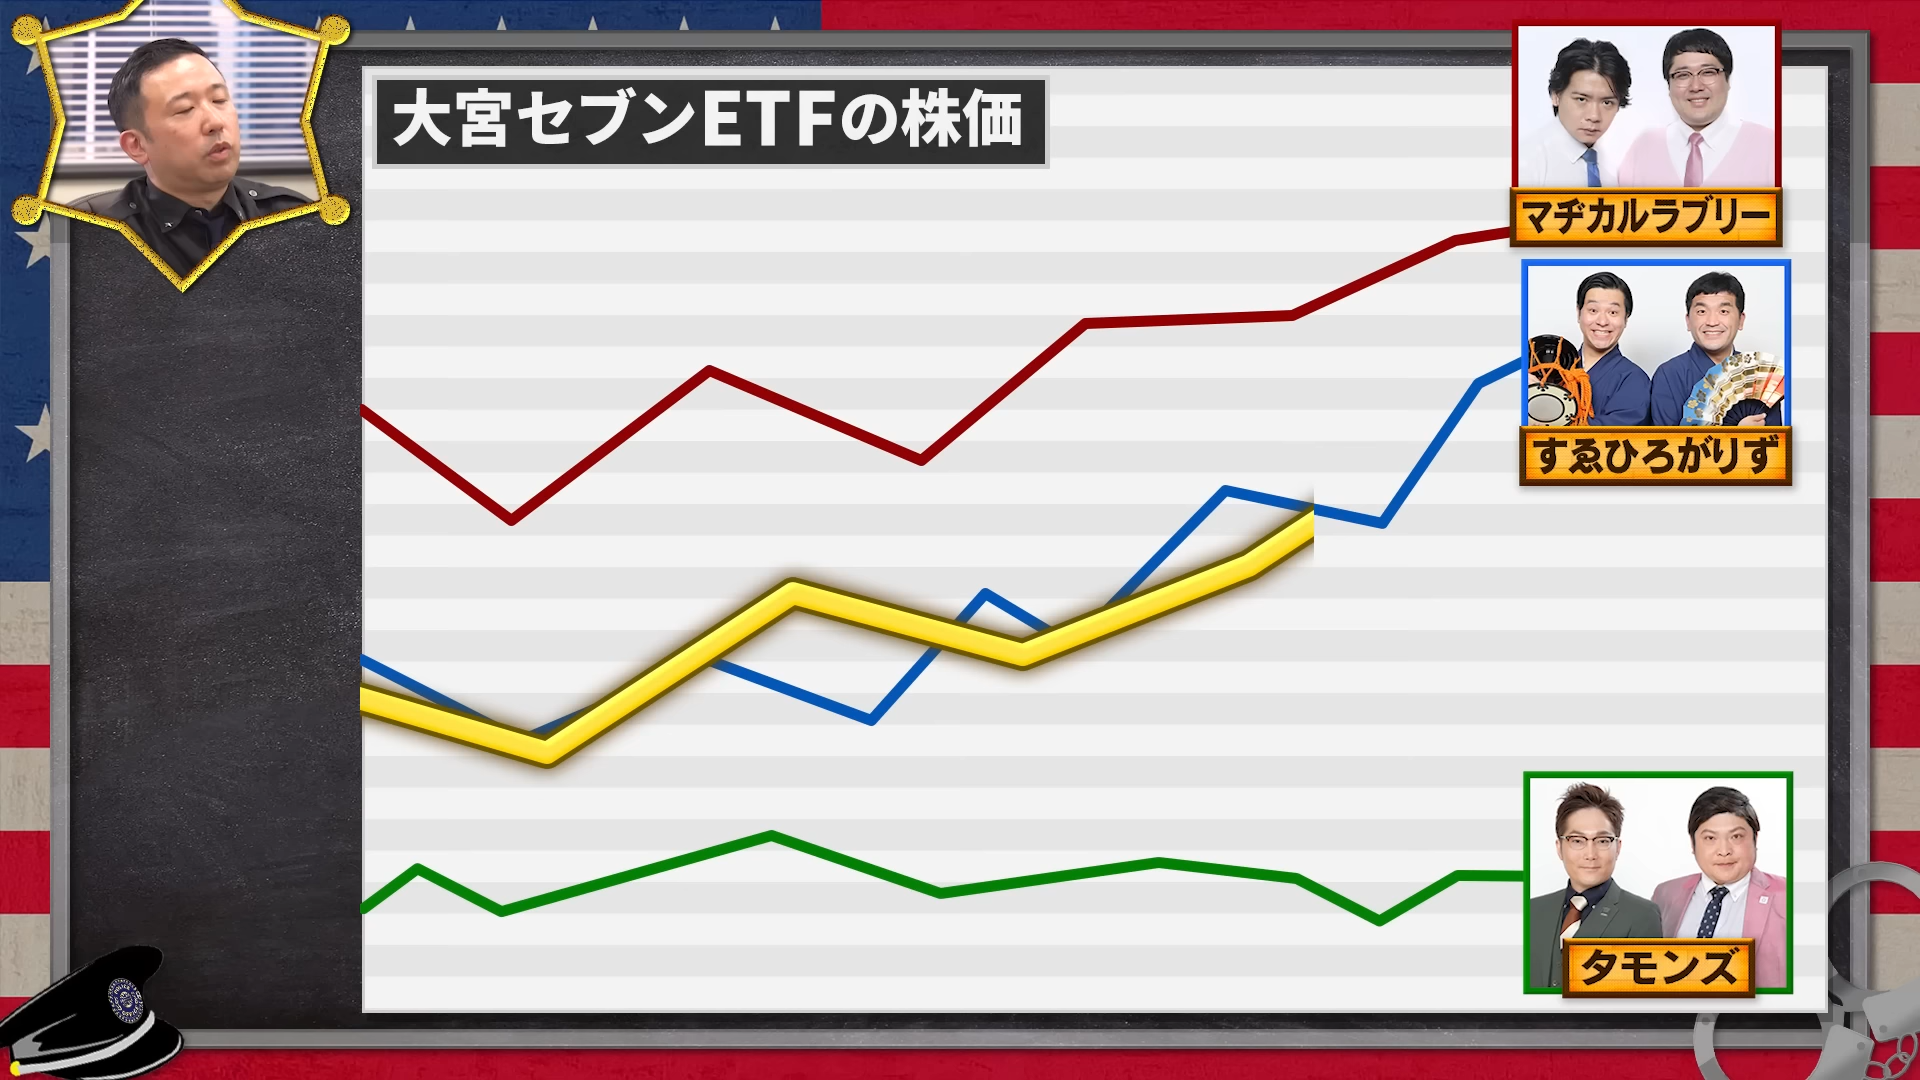 大宮セブンETFの株価
マヂカルラブリー
すゑひろがりず
タモンズ